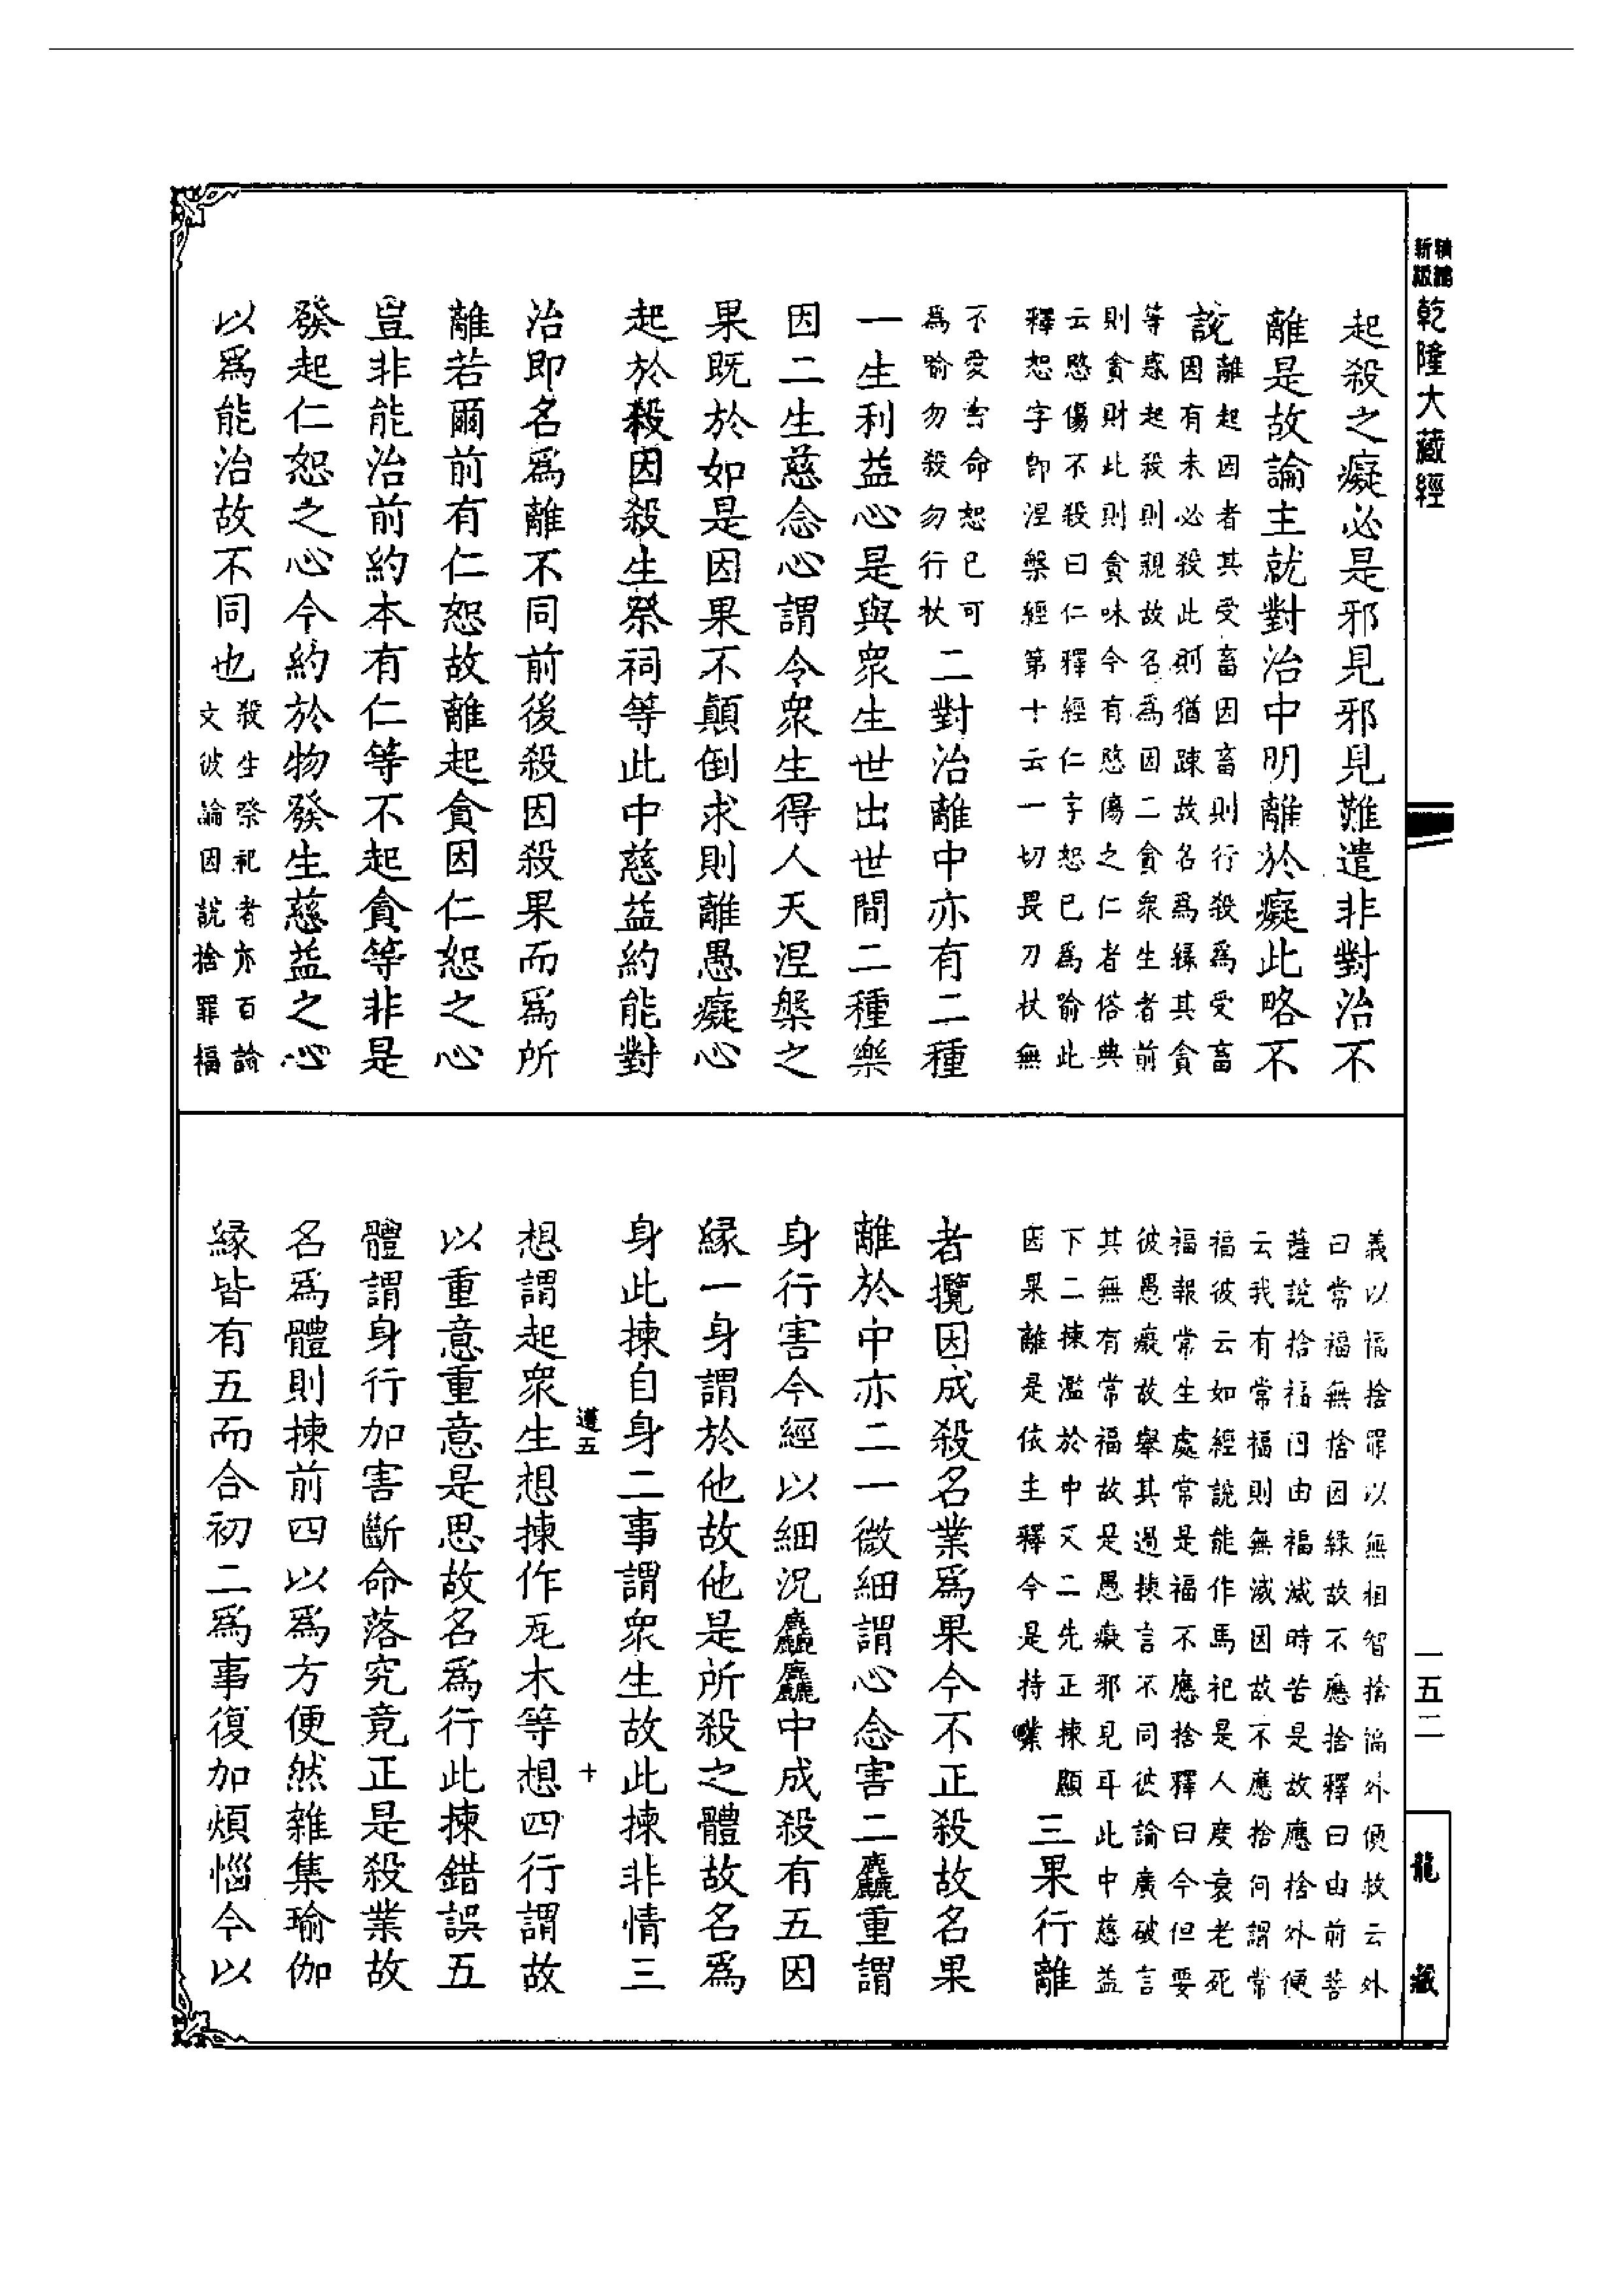 精縮
新版
乾隆大藏經
起殺之癡必是邪見邪見難遣非對治不
離是故論主就對治中明離於癡此略不
說
離起因者其受畜因畜則行殺為受畜
因有未必殺此則猶踈故名為緣其貪
等惑起殺則親故名為因二貪衆生者前
則貪財此則貪味今有愍傷之仁者俗典
云愍傷不殺曰仁釋經仁字恕已為喻此
釋恕字即涅槃經第十云一切畏刀杖無
不愛壽命恕已可
為喻勿殺勿行杖
二對治離中亦有二種
一生利益心是與衆生世出世間二種樂
因二生慈念心謂令衆生得人天涅槃之
果既於如是因果不顛倒求則離愚癡心
起於殺因殺生祭祠等此中慈益約能對
治即名爲離不同前後殺因殺果而爲所
離若爾前有仁恕故離起貪因仁恕之心
豈非能治前約本有仁等不起貪等非是
發起仁恕之心今約於物發生慈益之心
以爲能治故不同也
殺生祭祀者亦百論
文彼論因說捨罪福
義以福捨罪以無相智捨福外便救云外
曰常福無捨因緣故不應捨釋曰由前菩
薩說捨福因由福滅時苦是故應捨外便
云我有常福則無滅因故不應捨何謂常
福彼云如經說能作馬祀是人度衰老死
福報常生處常是福不應捨釋曰今但要
彼愚癡故舉其過揀言不同彼論廣破言
其無有常福故是愚癡邪見耳此中慈益
下二揀濫於中又二先正揀顯
因果離是依主釋今是持業
三果行離
者攬因成殺名業爲果今不正殺故名果
離於中亦二一微細謂心念害二麤重謂
身行害今經以細況麤麤中成殺有五因
緣一身謂於他故他是所殺之體故名爲
身此揀自身二事謂衆生故此揀非情三
遵五
十
想謂起衆生想揀作瓦木等想四行謂故
以重意重意是思故名爲行此揀錯誤五
體謂身行加害斷命落究竟正是殺業故
名爲體則揀前四以爲方便然雜集瑜伽
緣皆有五而合初二爲事復加煩惱今以
一五二
龍藏